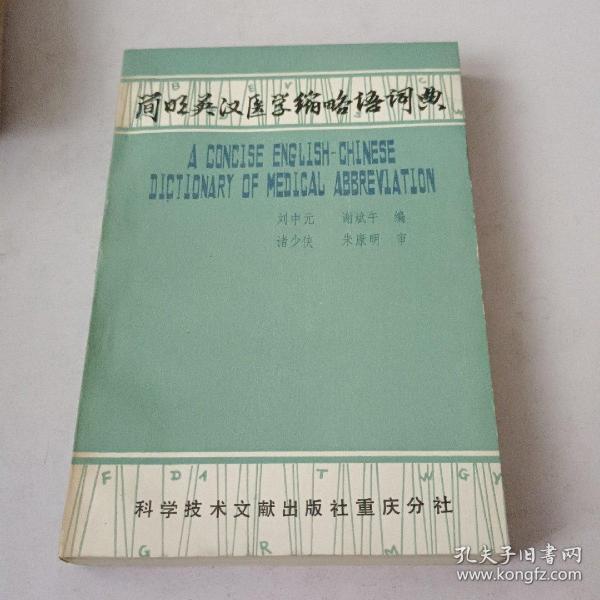 B E V C
简明英汉医学缩略语词典
A CONCISE ENGLISH-CHINESE
DICTIONARY OF MEDICAL ABBREVIATION
刘中元 谢斌午 编
诸少侠 朱康明 审
F D A T W G Y
科学技术文献出版社重庆分社
G R M
孔夫子旧书网
www.kongfz.com